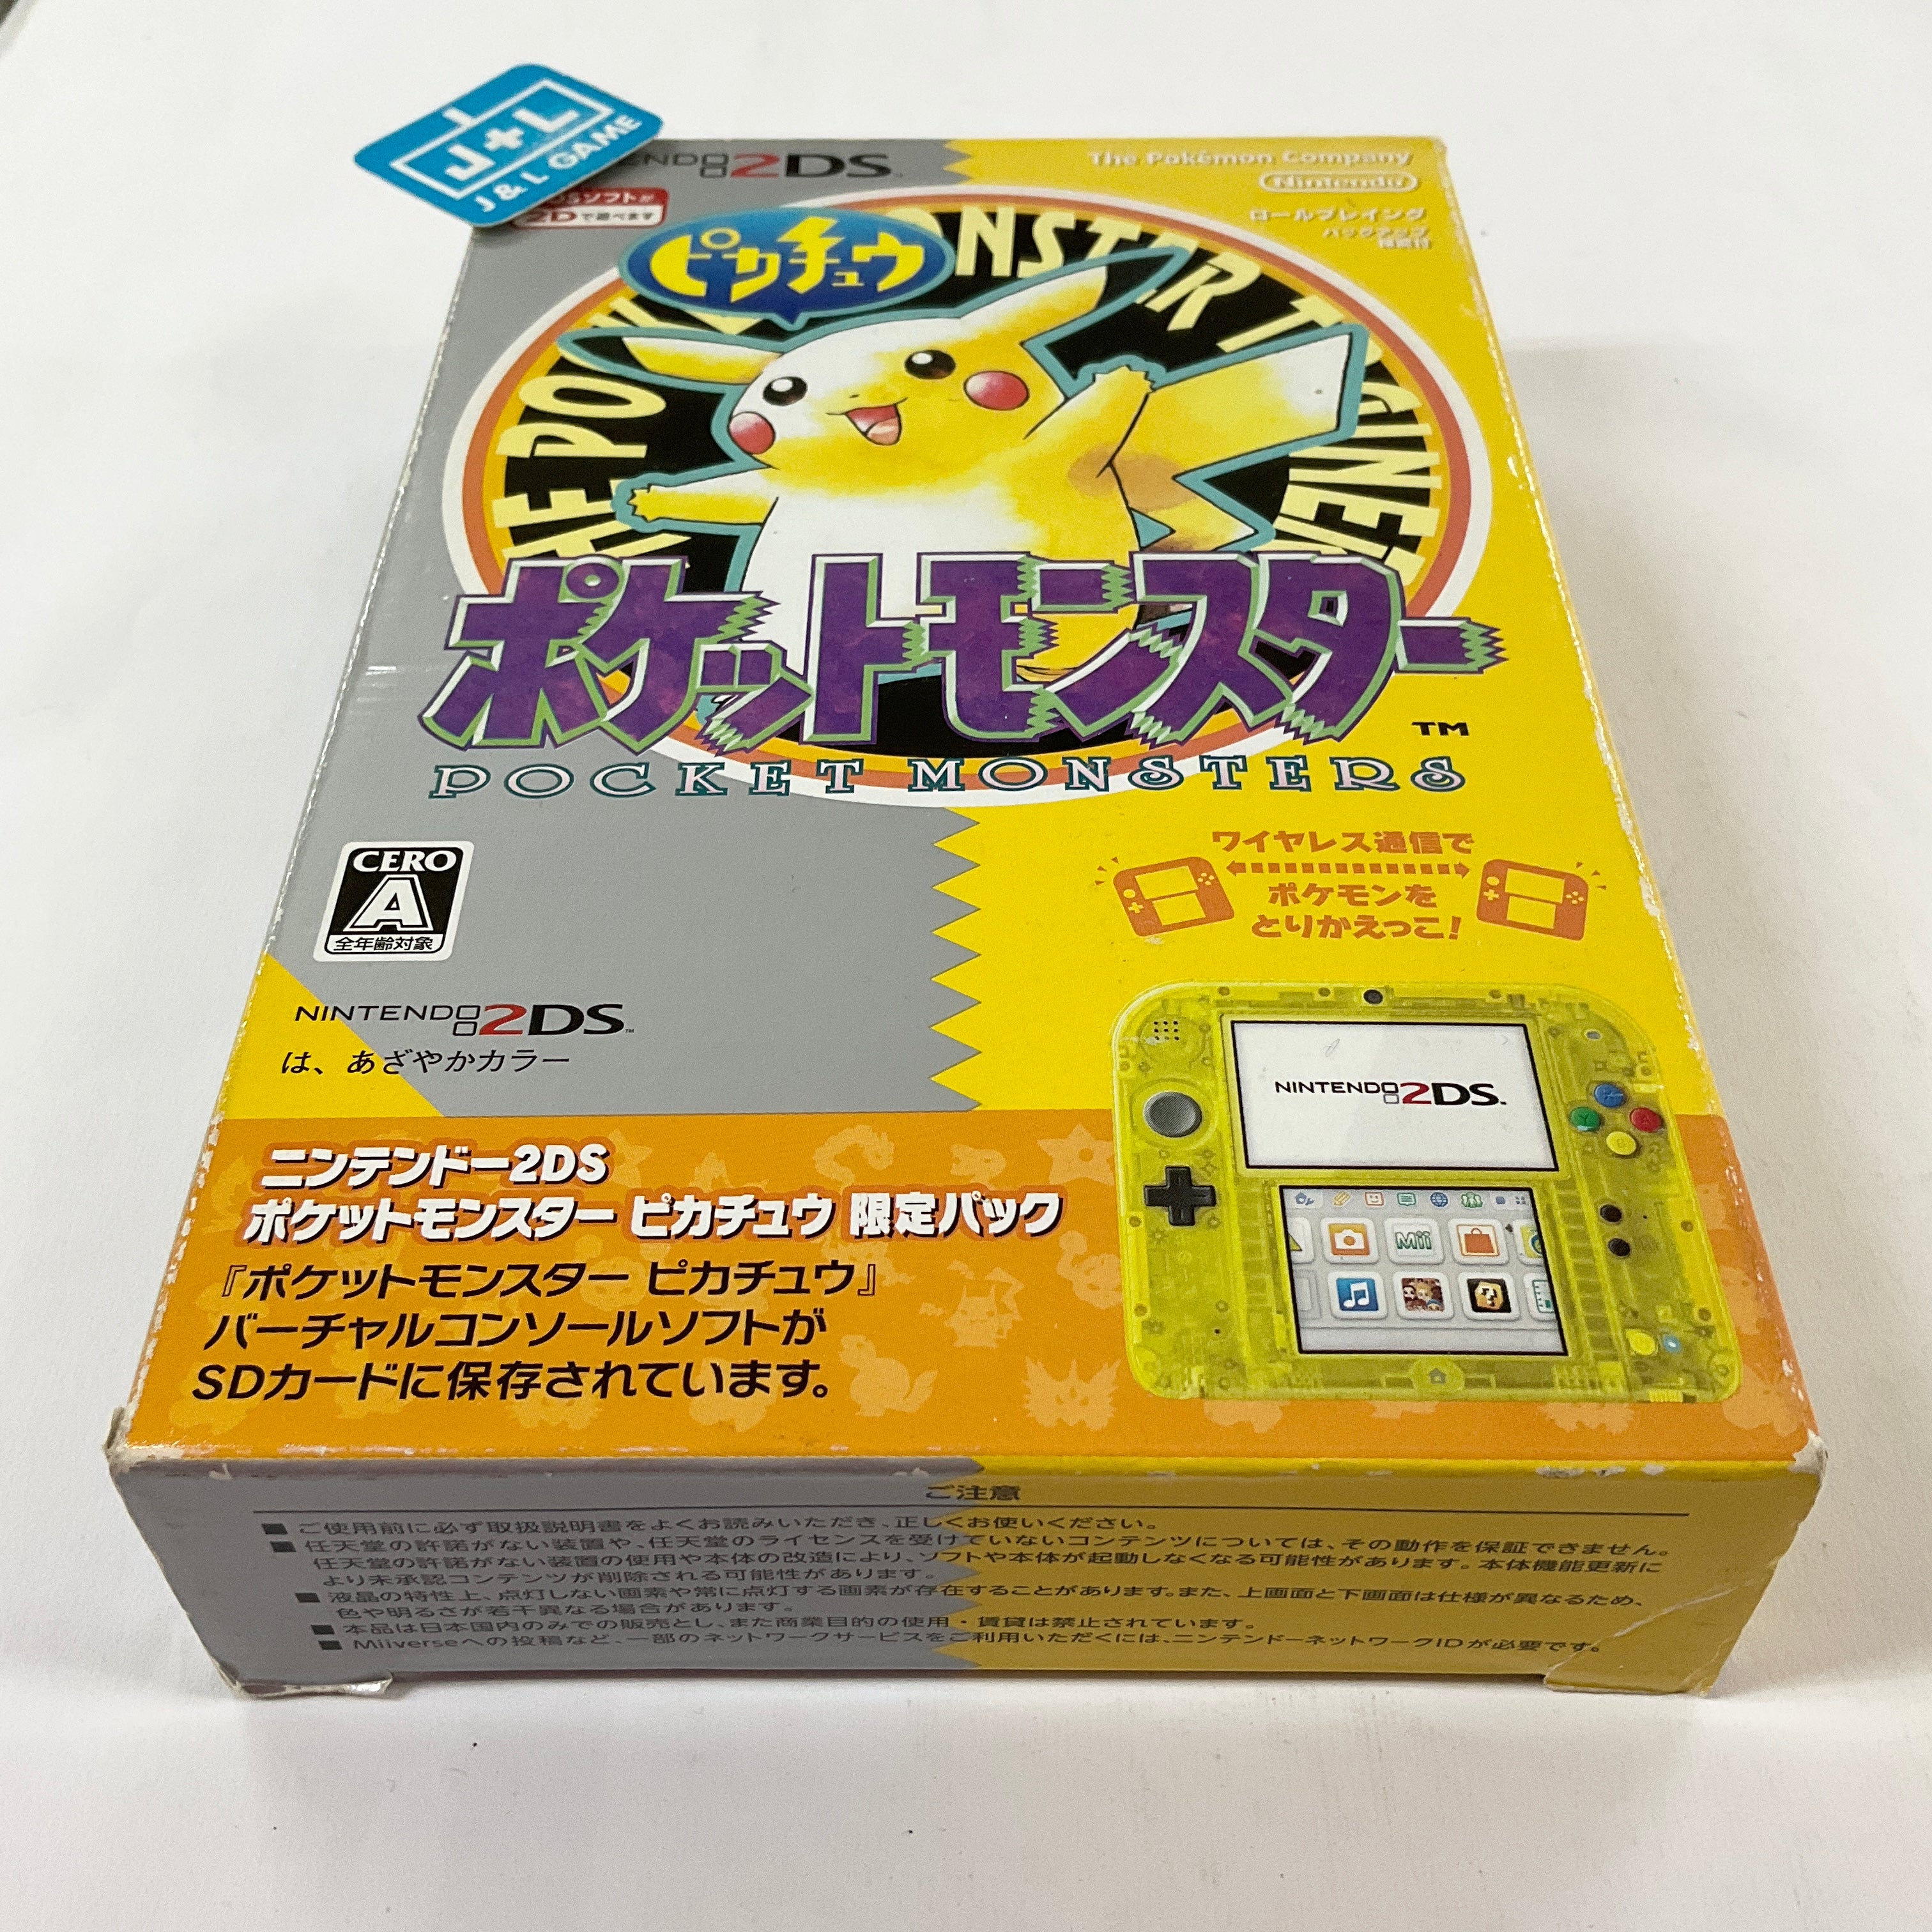 J+L
J & L GAME
2DS™
The Pokémon Company
Nintendo
ソフトが
2Dで遊べます
ロールプレイング
バックアップ
機能付
ピカチュウ
ポケットモンスター
TM
POCKET MONSTERS
CERO
A
全年齢対象
ワイヤレス通信で
ポケモンを
とりかえっこ!
NINTENDO 2DS™
は、あざやかカラー
NINTENDO 2DS™
Mii
ニンテンドー2DS
ポケットモンスター ピカチュウ 限定パック
『ポケットモンスター ピカチュウ』
バーチャルコンソールソフトが
SDカードに保存されています。
ご注意
■ ご使用前に必ず取扱説明書をよくお読みいただき、正しくお使いください。
■ 任天堂の許諾がない装置や、任天堂のライセンスを受けていないコンテンツについては、その動作を保証できません。
任天堂の許諾がない装置の使用や本体の改造により、ソフトや本体が起動しなくなる可能性があります。本体機能更新に
より未承認コンテンツが削除される可能性があります。
■ 液晶の特性上、点灯しない画素や常に点灯する画素が存在することがあります。また、上画面と下画面は仕様が異なるため、
色や明るさが若干異なる場合があります。
■ 本品は日本国内のみでの販売とし、また商業目的の使用・賃貸は禁止されています。
■ Miiverseへの投稿など、一部のネットワークサービスをご利用いただくには、ニンテンドーネットワークIDが必要です。